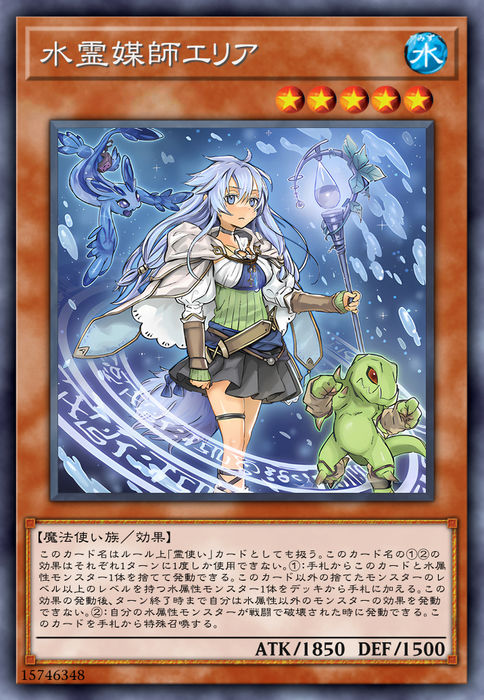 水霊媒師エリア
みず
水
【魔法使い族/効果】
このカード名はルール上「霊使い」カードとしても扱う。このカード名の①②の
効果はそれぞれ1ターンに1度しか使用できない。①:手札からこのカードと水属
性モンスター1体を捨てて発動できる。このカード以外の捨てたモンスターのレ
ベル以上のレベルを持つ水属性モンスター1体をデッキから手札に加える。この
効果の発動後、ターン終了時まで自分は水属性以外のモンスターの効果を発動
できない。②:自分の水属性モンスターが戦闘で破壊された時に発動できる。こ
のカードを手札から特殊召喚する。
ATK/1850 DEF/1500
15746348